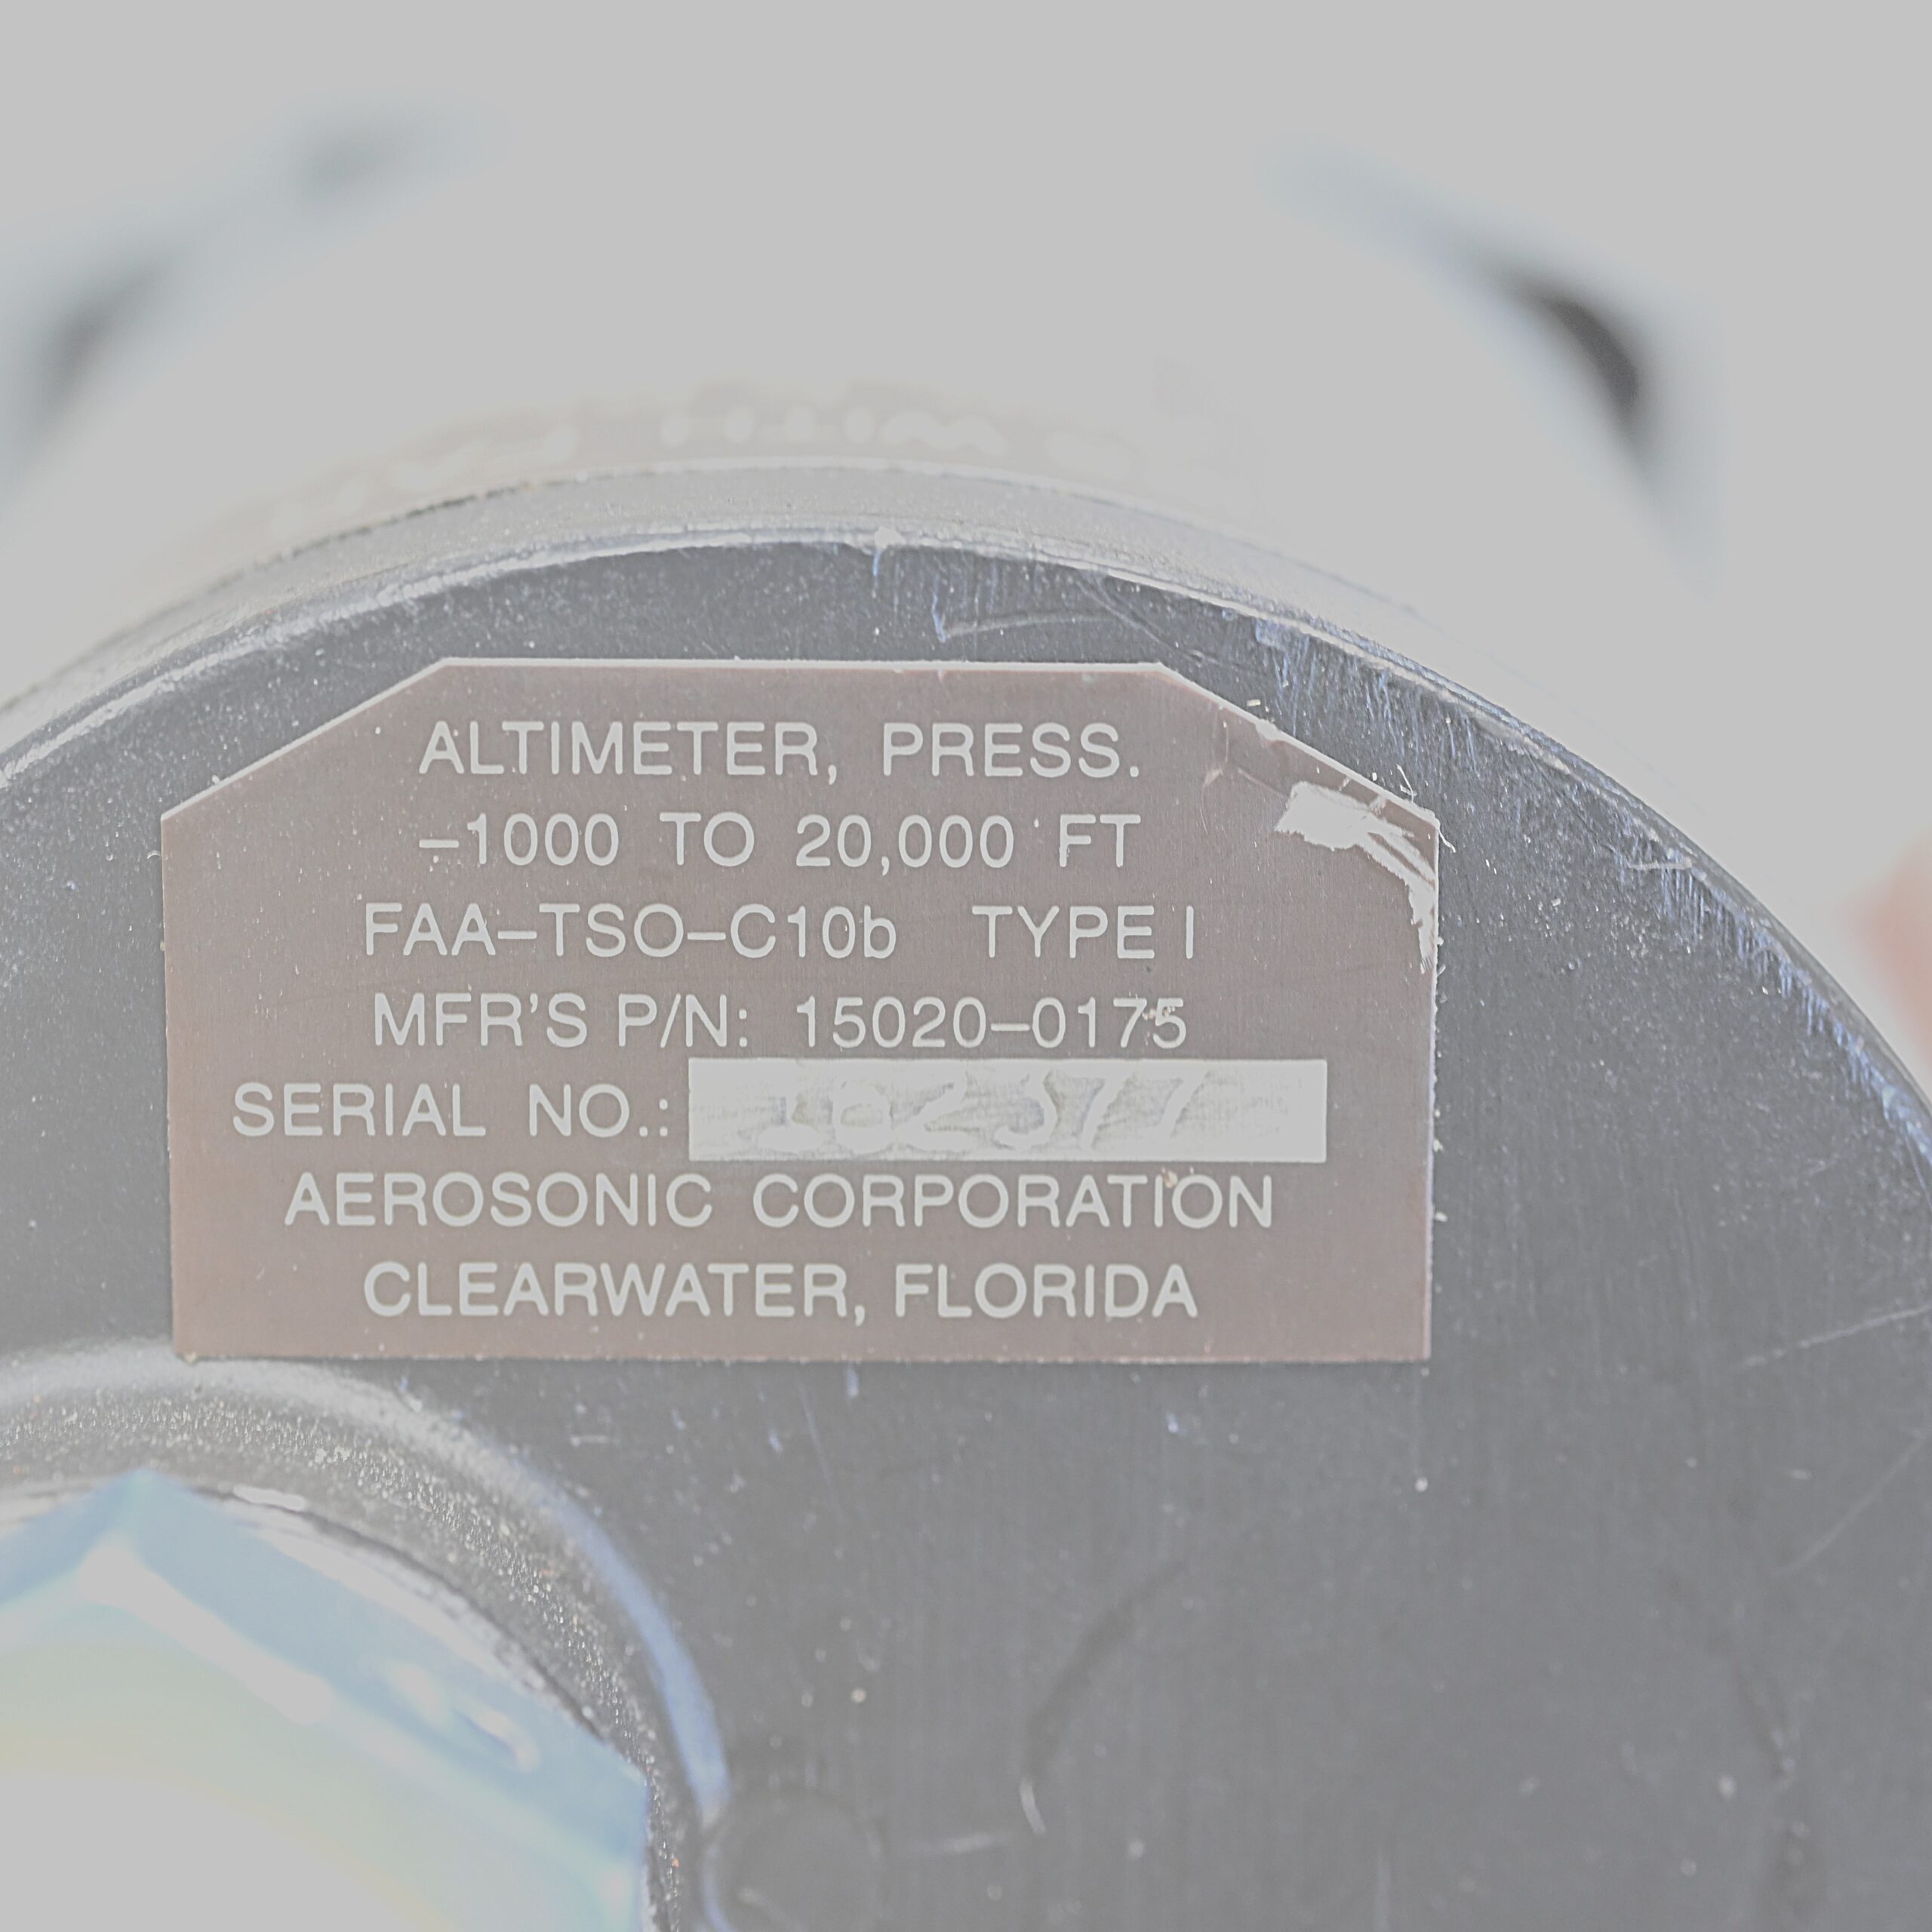 ALTIMETER, PRESS.
-1000 TO 20,000 FT
FAA-TSO-C10b TYPE I
MFR'S P/N: 15020-0175
SERIAL NO.:
AEROSONIC CORPORATION
CLEARWATER, FLORIDA